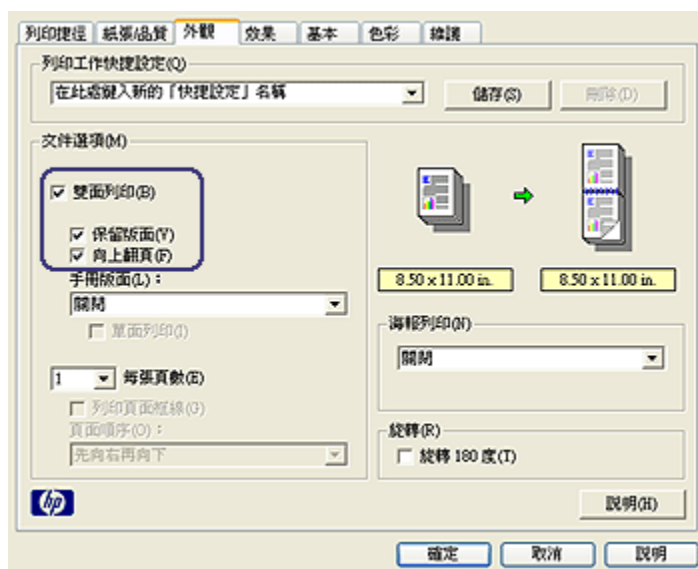 列印捷徑 紙張/品質 外觀 效果 基本 色彩 維護
列印工作快捷設定(Q)
在此處鍵入新的「快捷設定」名稱
儲存(S) 刪除(D)
文件選項(M)
雙面列印(B)
保留版面(Y)
向上翻頁(F)
手冊版面(L)：
關閉
單面列印(I)
1 每張頁數(E)
列印頁面框線(G)
頁面順序(O)：
先向右再向下
8.50 x 11.00 in. 8.50 x 11.00 in.
海報列印(N)
關閉
旋轉(R)
旋轉 180 度(T)
hp
説明(H)
確定 取消 説明